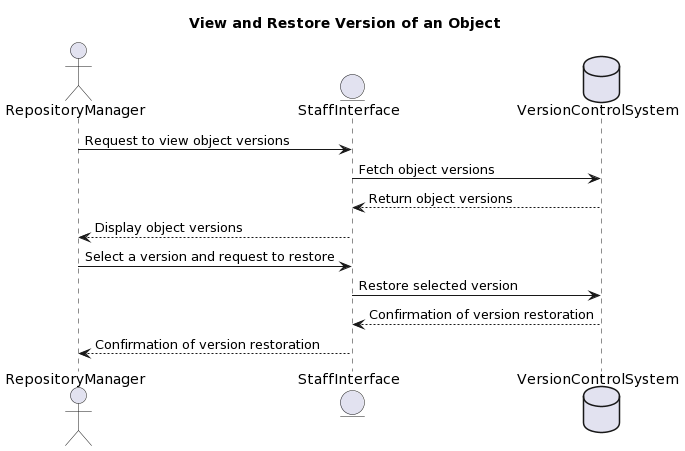 View and Restore Version of an Object
RepositoryManager
StaffInterface
VersionControlSystem
Request to view object versions
Fetch object versions
Return object versions
Display object versions
Select a version and request to restore
Restore selected version
Confirmation of version restoration
Confirmation of version restoration
RepositoryManager
StaffInterface
VersionControlSystem